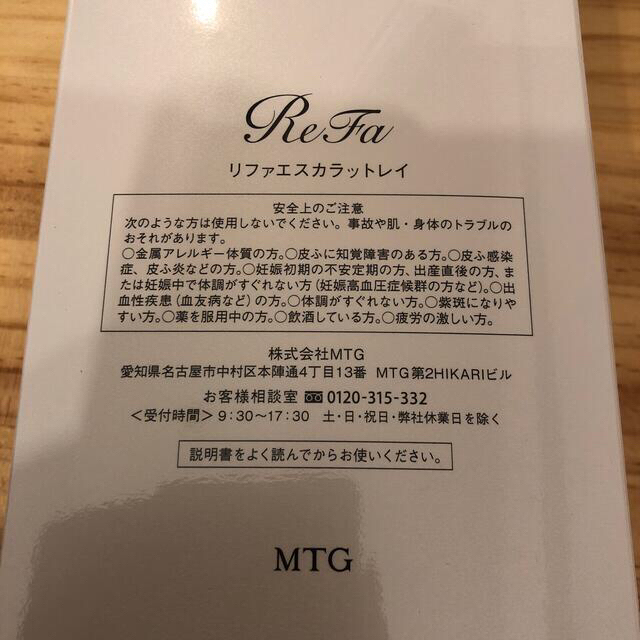 ReFa
リファエスカラットレイ
安全上のご注意
次のような方は使用しないでください。事故や肌・身体のトラブルの
おそれがあります。
○金属アレルギー体質の方。○皮ふに知覚障害のある方。○皮ふ感染
症、皮ふ炎などの方。○妊娠初期の不安定期の方、出産直後の方、ま
たは妊娠中で体調がすぐれない方（妊娠高血圧症候群の方など）。○出
血性疾患（血友病など）の方。○体調がすぐれない方。○紫斑になりや
すい方。○薬を服用中の方。○飲酒している方。○疲労の激しい方。
株式会社MTG
愛知県名古屋市中村区本陣通4丁目13番 MTG第2HIKARIビル
お客様相談室 0120-315-332
＜受付時間＞ 9:30～17:30 土・日・祝日・弊社休業日を除く
説明書をよく読んでからお使いください。
MTG